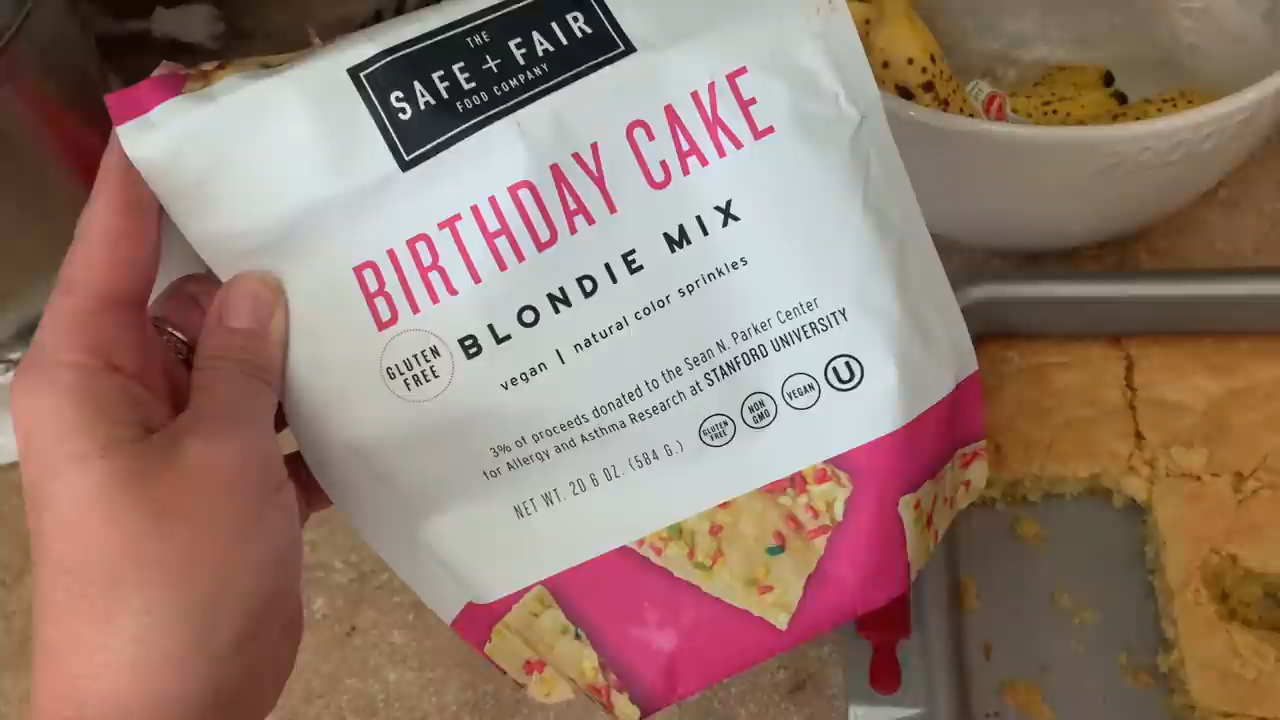 THE
SAFE + FAIR
FOOD COMPANY
BIRTHDAY CAKE
BLONDIE MIX
GLUTEN
FREE
vegan | natural color sprinkles
3% of proceeds donated to the Sean N. Parker Center
for Allergy and Asthma Research at STANFORD UNIVERSITY
NET WT. 20.6 OZ. (584 G.)
GLUTEN
FREE
NON
GMO
VEGAN
U